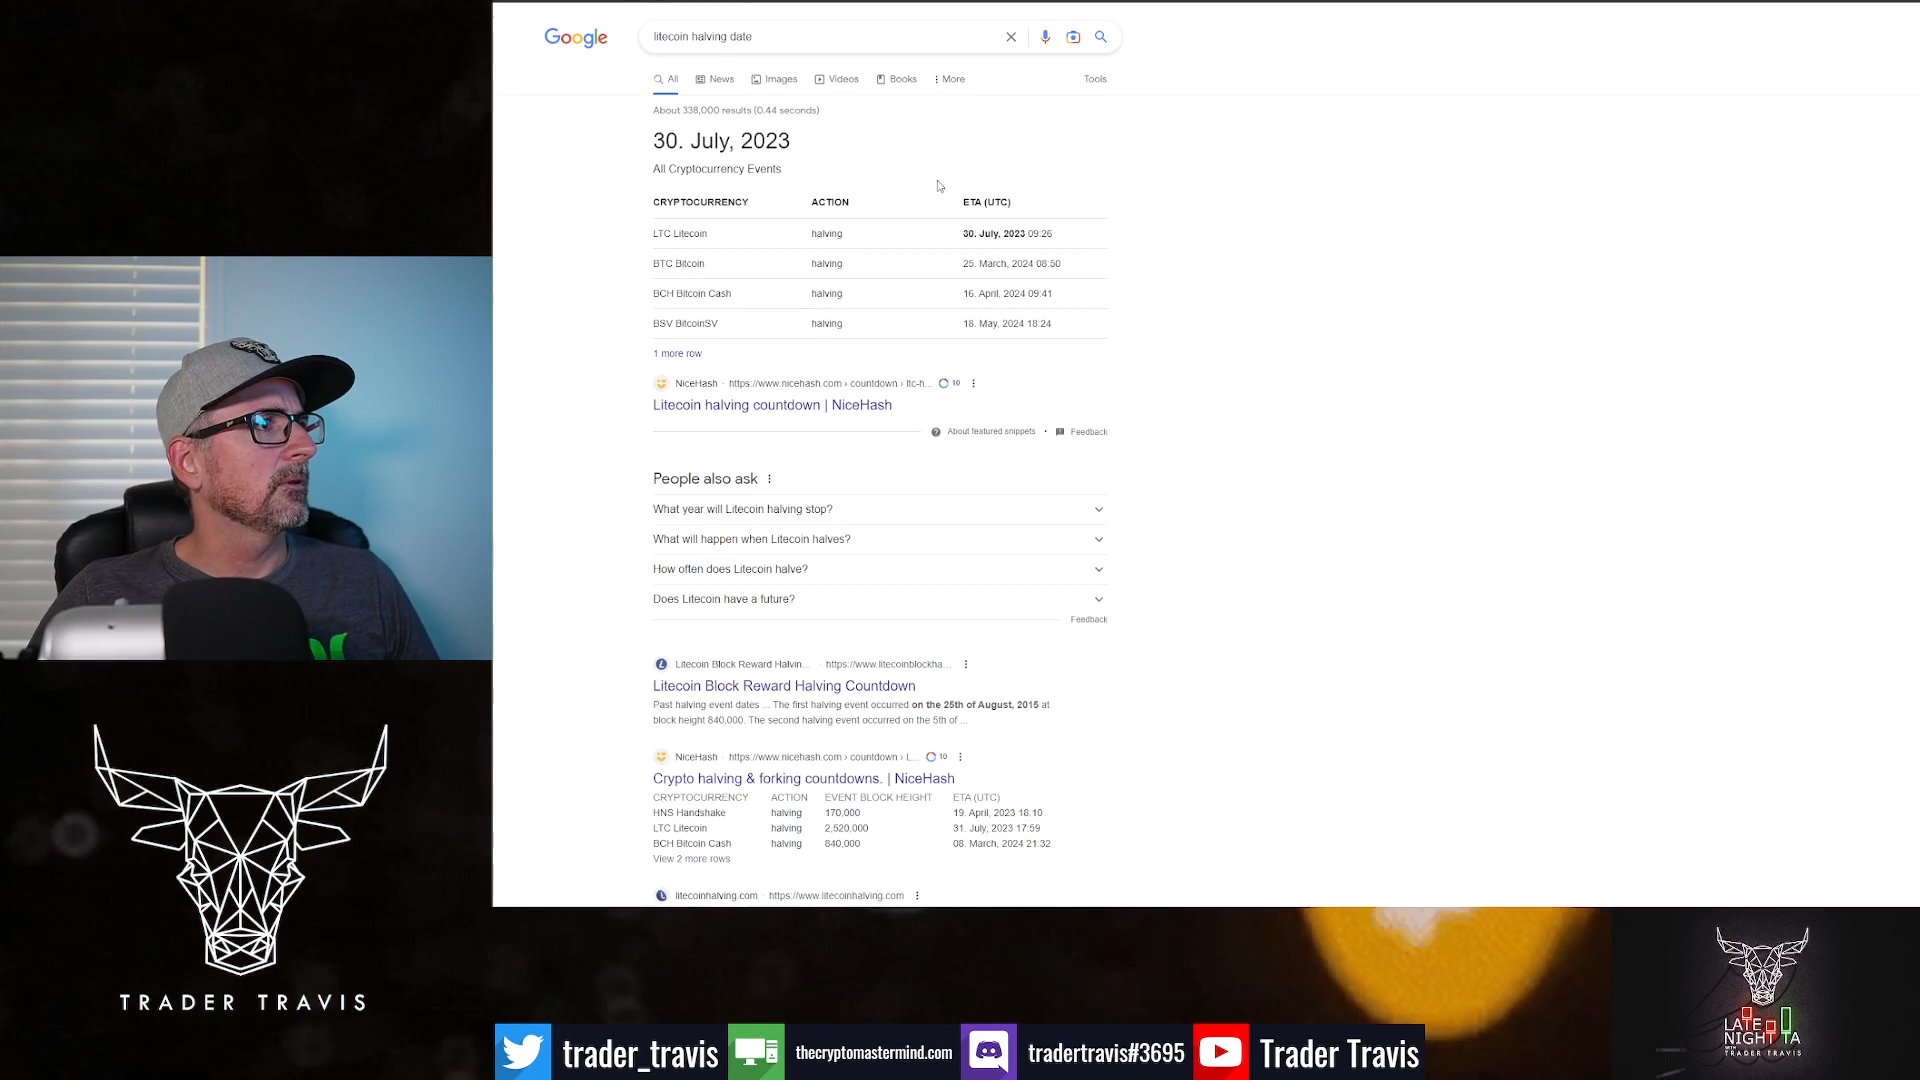 Google
litecoin halving date
All News Images Videos Books More Tools
About 338,000 results (0.44 seconds)
30. July, 2023
All Cryptocurrency Events
CRYPTOCURRENCY ACTION ETA (UTC)
LTC Litecoin halving 30. July, 2023 09:26
BTC Bitcoin halving 25. March, 2024 08:50
BCH Bitcoin Cash halving 16. April, 2024 09:41
BSV BitcoinSV halving 18. May, 2024 18:24
1 more row
NiceHash · https://www.nicehash.com › countdown › ltc-h... 10
Litecoin halving countdown | NiceHash
About featured snippets · Feedback
People also ask
What year will Litecoin halving stop?
What will happen when Litecoin halves?
How often does Litecoin halve?
Does Litecoin have a future?
Feedback
Litecoin Block Reward Halvin... · https://www.litecoinblockha...
Litecoin Block Reward Halving Countdown
Past halving event dates ... The first halving event occurred on the 25th of August, 2015 at
block height 840,000. The second halving event occurred on the 5th of ...
NiceHash · https://www.nicehash.com › countdown › L... 10
Crypto halving & forking countdowns. | NiceHash
CRYPTOCURRENCY ACTION EVENT BLOCK HEIGHT ETA (UTC)
HNS Handshake halving 170,000 19. April, 2023 18:10
LTC Litecoin halving 2,520,000 31. July, 2023 17:59
BCH Bitcoin Cash halving 840,000 08. March, 2024 21:32
View 2 more rows
litecoinhalving.com · https://www.litecoinhalving.com
TRADER TRAVIS
LATE
NIGHT TA
WITH
TRADER TRAVIS
trader_travis
thecryptomastermind.com
tradertravis#3695
Trader Travis